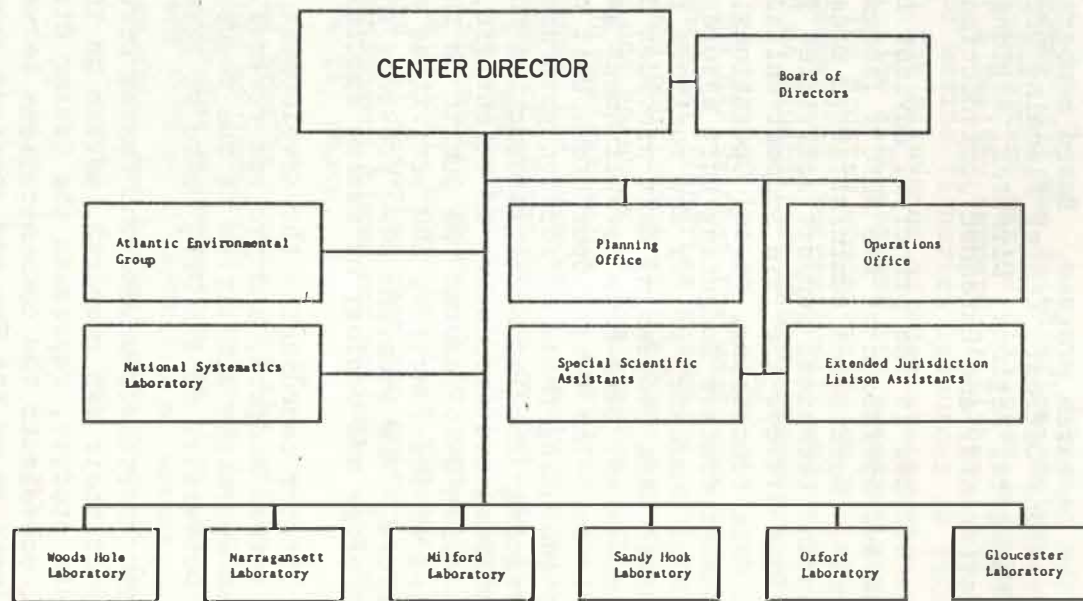 CENTER DIRECTOR
Board of
Directors
Atlantic Environmental
Group
Planning
Office
Operations
Office
National Systematics
Laboratory
Special Scientific
Assistants
Extended Jurisdiction
Liaison Assistants
Woods Hole
Laboratory
Narragansett
Laboratory
Milford
Laboratory
Sandy Hook
Laboratory
Oxford
Laboratory
Gloucester
Laboratory